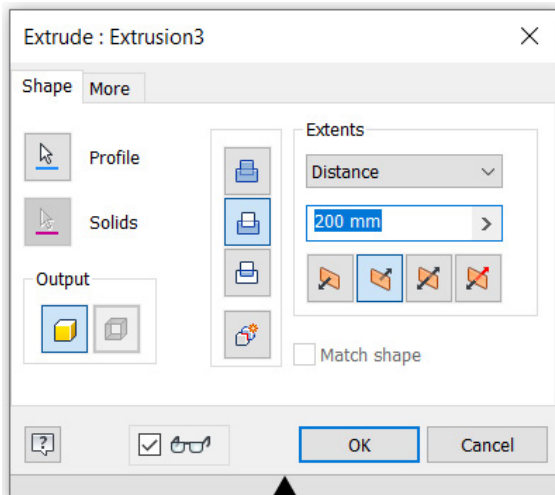 Extrude : Extrusion3
Shape More
Profile
Solids
Output
Extents
Distance
200 mm
Match shape
?
OK Cancel